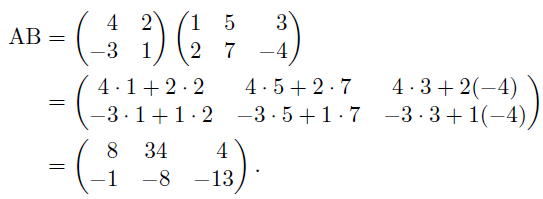 AB = ( 4 2 ) ( 1 5 3 )
( −3 1 ) ( 2 7 −4 )
= ( 4 · 1 + 2 · 2 4 · 5 + 2 · 7 4 · 3 + 2(−4) )
( −3 · 1 + 1 · 2 −3 · 5 + 1 · 7 −3 · 3 + 1(−4) )
= ( 8 34 4 )
( −1 −8 −13 ) .